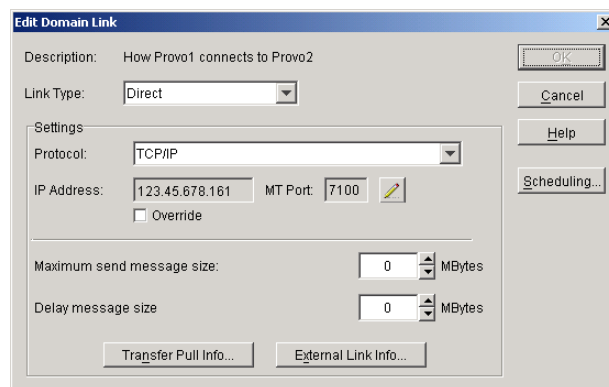 Edit Domain Link
Description: How Provo1 connects to Provo2
OK
Link Type: Direct
Cancel
Settings
Help
Protocol: TCP/IP
IP Address: 123.45.678.161 MT Port: 7100
Scheduling...
Override
Maximum send message size: 0 MBytes
Delay message size 0 MBytes
Transfer Pull Info... External Link Info...